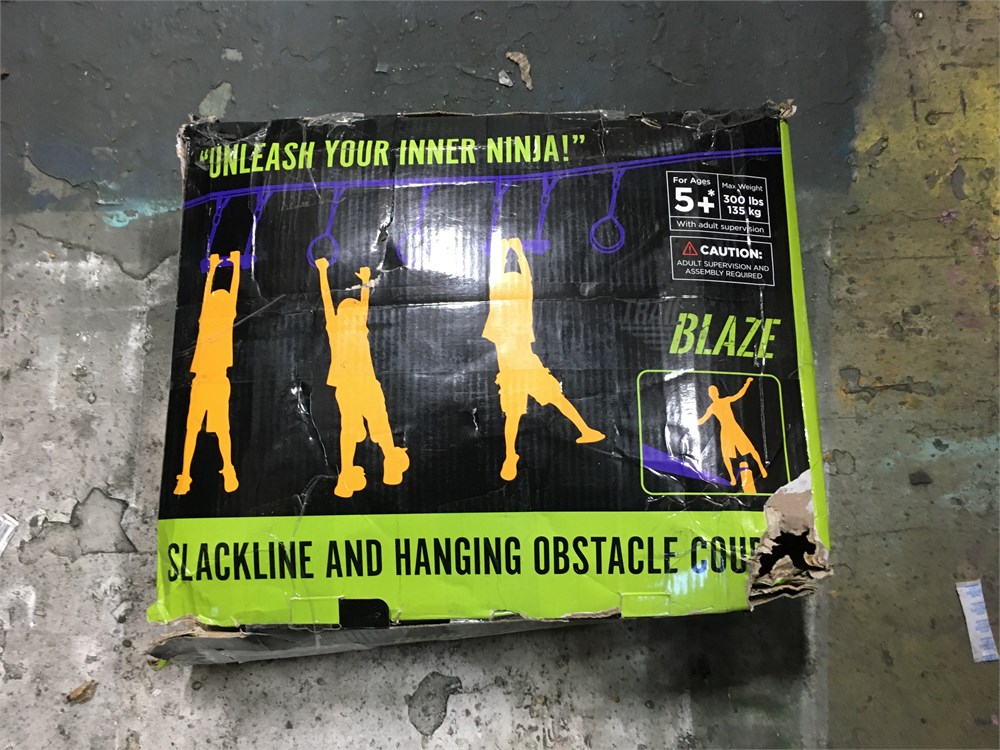 "UNLEASH YOUR INNER NINJA!"
For Ages
5+*
Max Weight
300 lbs
135 kg
With adult supervision
CAUTION:
ADULT SUPERVISION AND
ASSEMBLY REQUIRED
BLAZE
SLACKLINE AND HANGING OBSTACLE